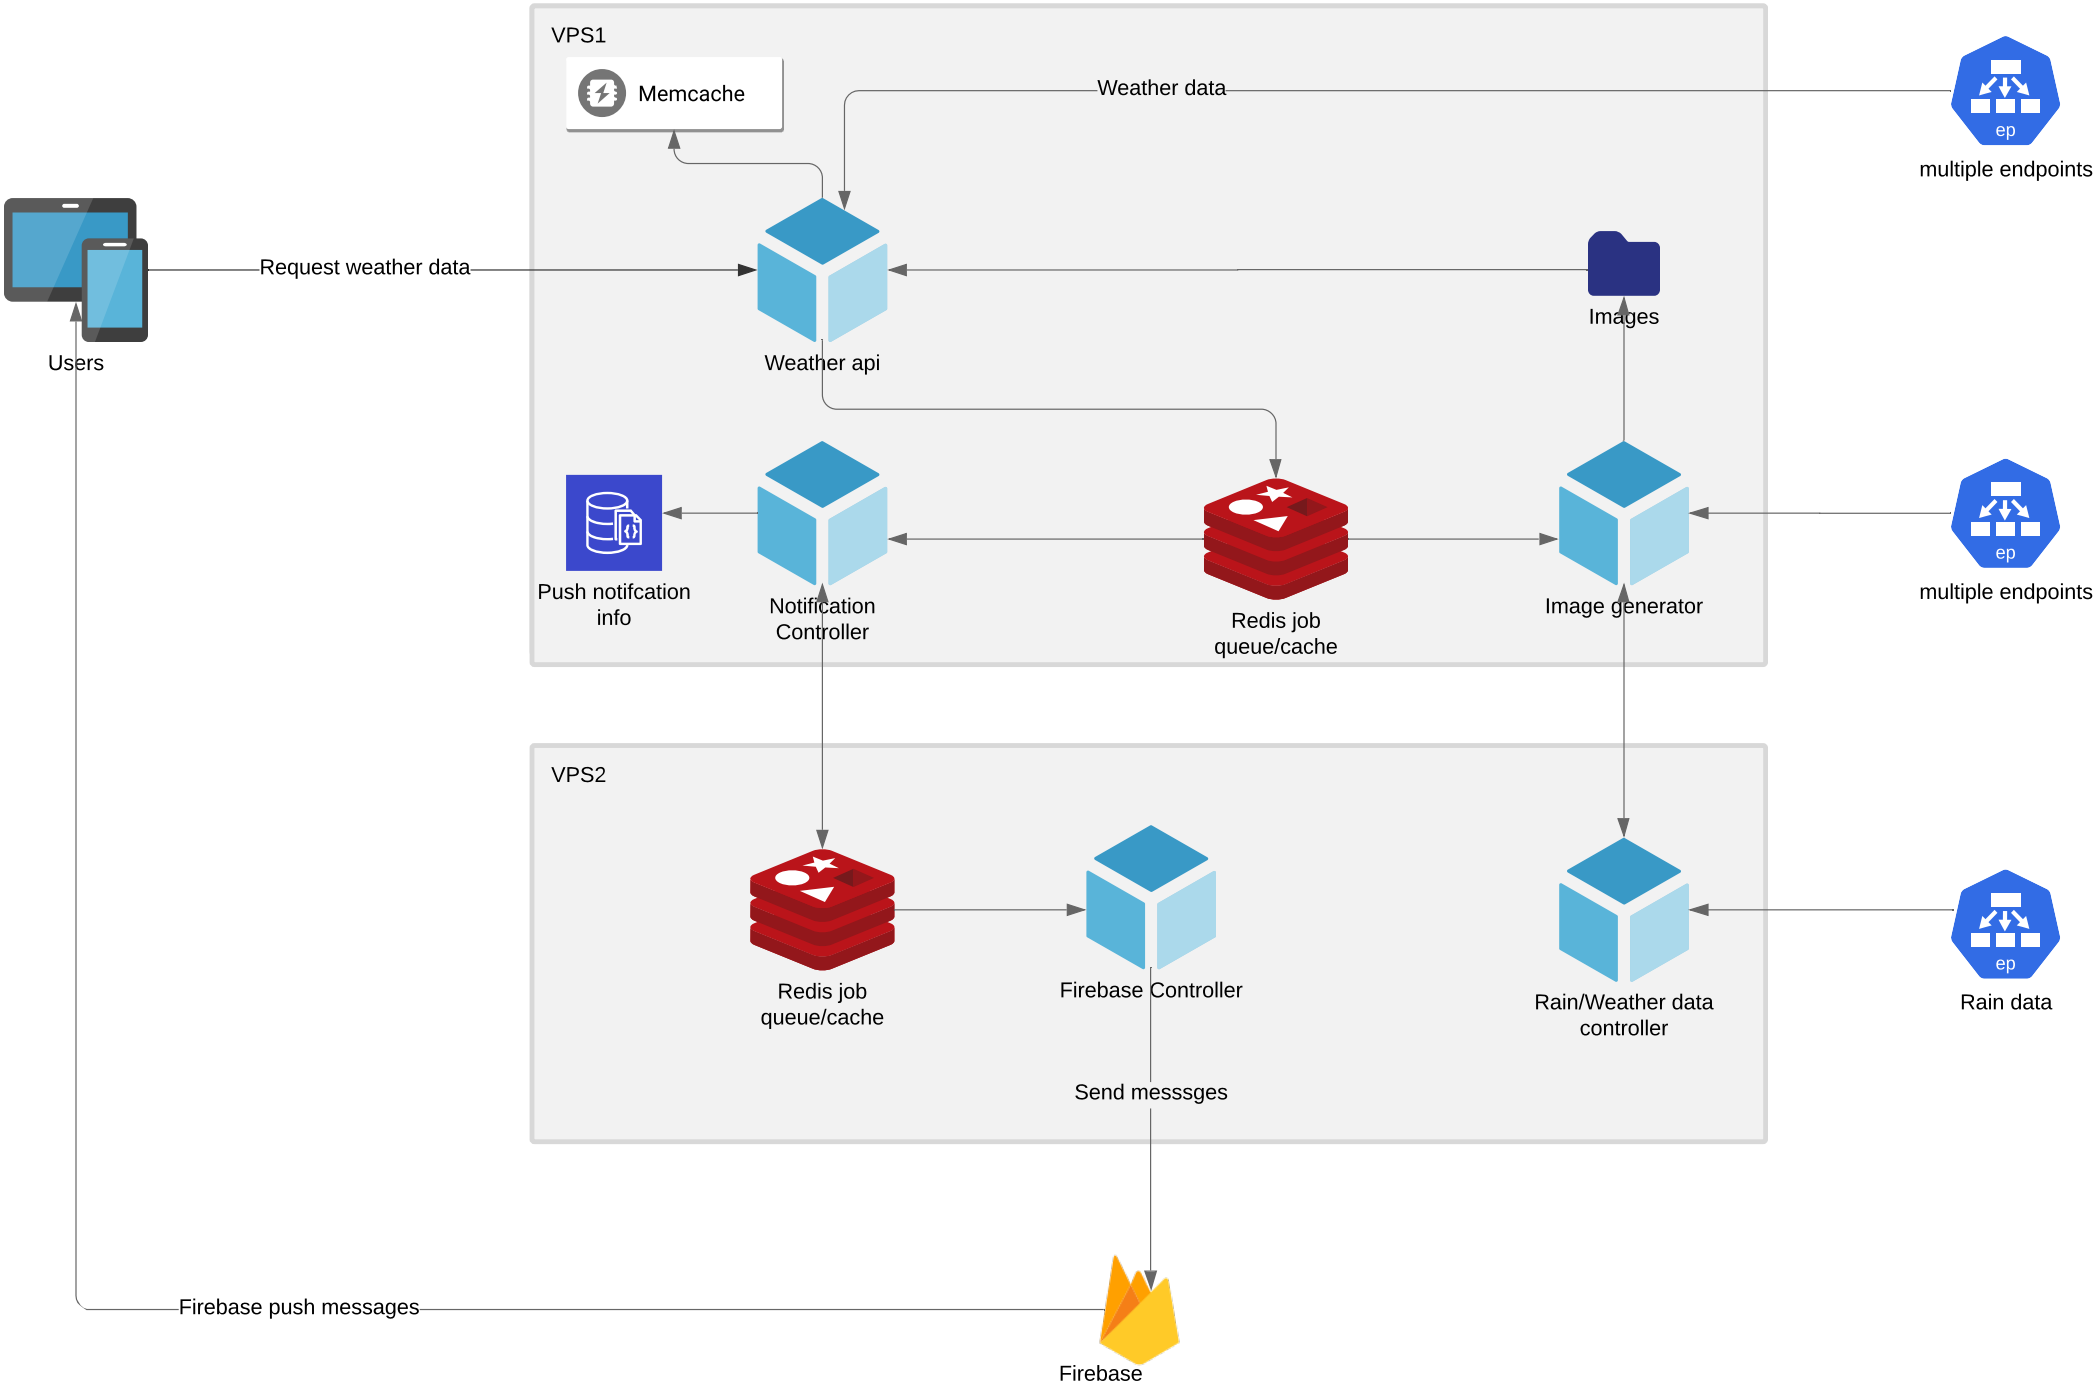 VPS1
Memcache
Weather data
ep
multiple endpoints
Request weather data
Images
Users
Weather api
ep
multiple endpoints
Push notifcation
info
Notification
Controller
Redis job
queue/cache
Image generator
VPS2
ep
Rain data
Redis job
queue/cache
Firebase Controller
Rain/Weather data
controller
Send messsges
Firebase push messages
Firebase